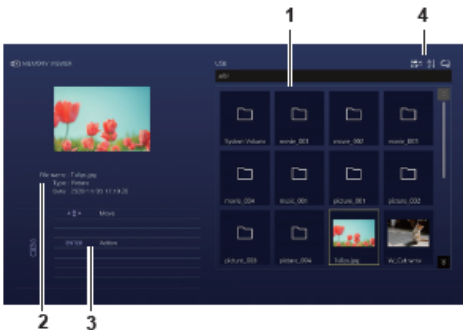 1
4
MEMORY VIEWER
USB
System Volume
movie_001
movie_002
movie_003
movie_004
music_001
picture_001
picture_002
File name : Tulips.jpg
Type : Picture
Move
ENTER Action
picture_003
picture_004
Tulips.jpg
2
3